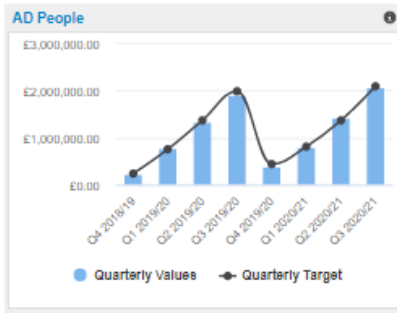 AD People
£3,000,000.00
£2,000,000.00
£1,000,000.00
£0.00
Q4 2018/19
Q1 2019/20
Q2 2019/20
Q3 2019/20
Q4 2019/20
Q1 2020/21
Q2 2020/21
Q3 2020/21
Quarterly Values
Quarterly Target